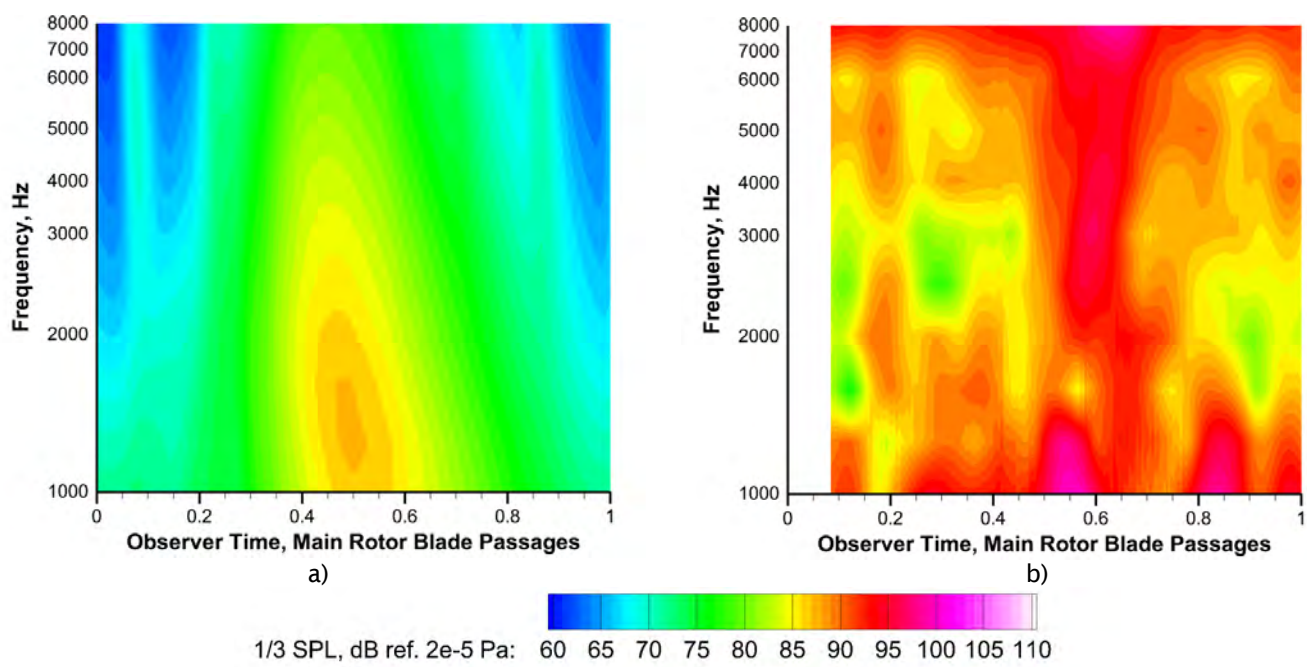 8000
7000
6000
5000
4000
3000
2000
1000
Frequency, Hz
0 0.2 0.4 0.6 0.8 1
Observer Time, Main Rotor Blade Passages
a)
8000
7000
6000
5000
4000
3000
2000
1000
Frequency, Hz
0 0.2 0.4 0.6 0.8 1
Observer Time, Main Rotor Blade Passages
b)
1/3 SPL, dB ref. 2e-5 Pa: 60 65 70 75 80 85 90 95 100 105 110